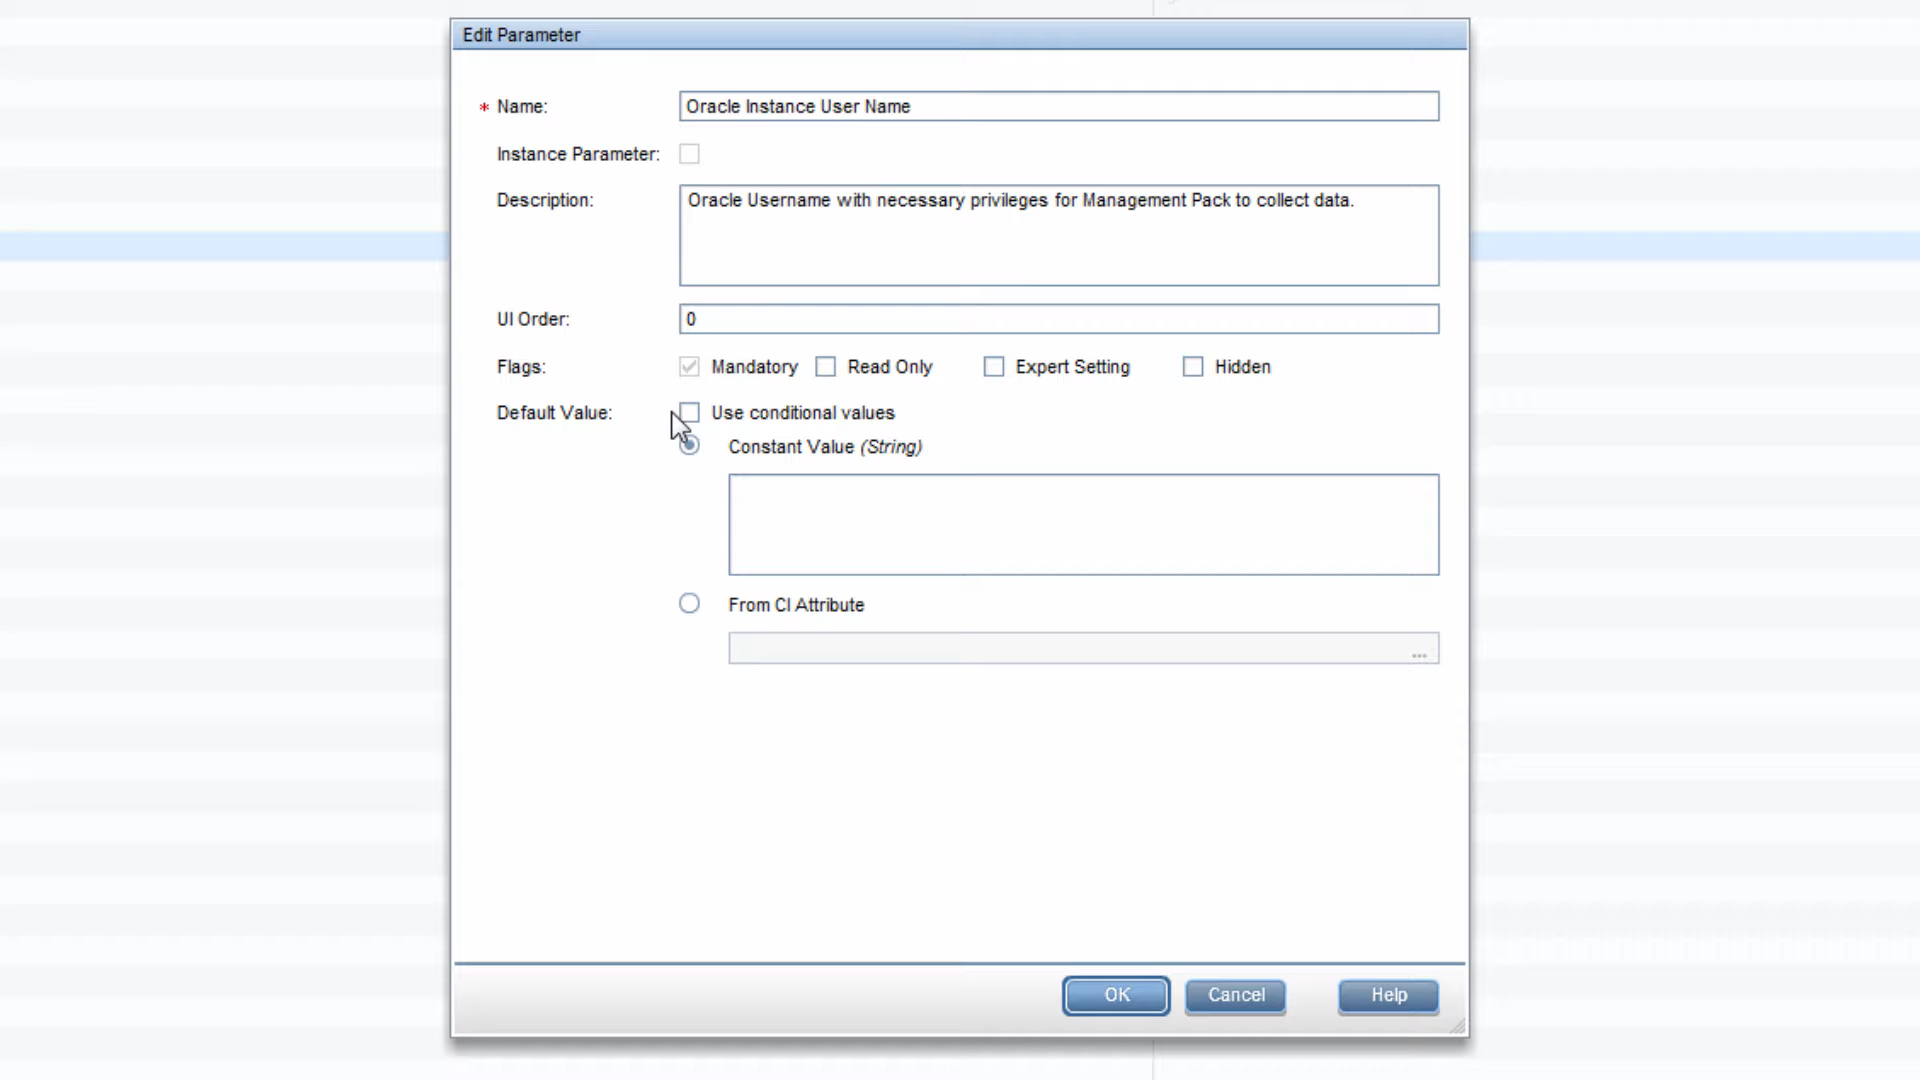 Edit Parameter
* Name: Oracle Instance User Name
Instance Parameter:
Description: Oracle Username with necessary privileges for Management Pack to collect data.
UI Order: 0
Flags: Mandatory Read Only Expert Setting Hidden
Default Value: Use conditional values
Constant Value (String)
From CI Attribute
...
OK Cancel Help